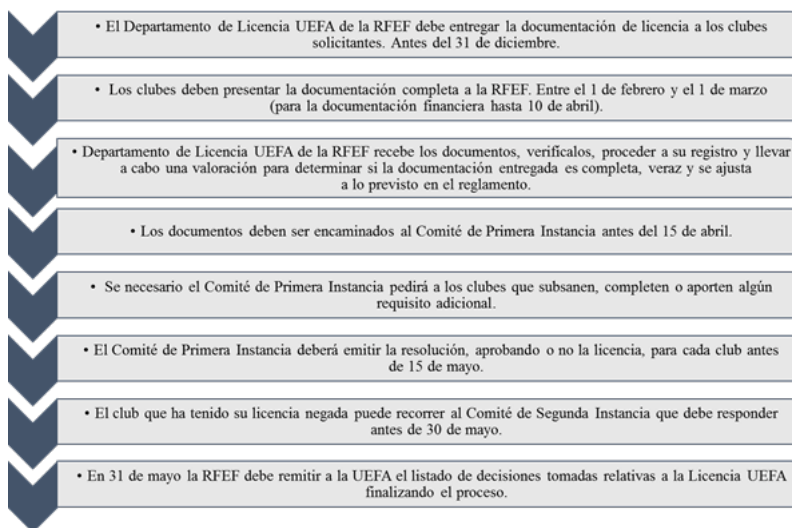 • El Departamento de Licencia UEFA de la RFEF debe entregar la documentación de licencia a los clubes
solicitantes. Antes del 31 de diciembre.
• Los clubes deben presentar la documentación completa a la RFEF. Entre el 1 de febrero y el 1 de marzo
(para la documentación financiera hasta 10 de abril).
• Departamento de Licencia UEFA de la RFEF recebe los documentos, verifícalos, proceder a su registro y llevar
a cabo una valoración para determinar si la documentación entregada es completa, veraz y se ajusta
a lo previsto en el reglamento.
• Los documentos deben ser encaminados al Comité de Primera Instancia antes del 15 de abril.
• Se necesario el Comité de Primera Instancia pedirá a los clubes que subsanen, completen o aporten algún
requisito adicional.
• El Comité de Primera Instancia deberá emitir la resolución, aprobando o no la licencia, para cada club antes
de 15 de mayo.
• El club que ha tenido su licencia negada puede recorrer al Comité de Segunda Instancia que debe responder
antes de 30 de mayo.
• En 31 de mayo la RFEF debe remitir a la UEFA el listado de decisiones tomadas relativas a la Licencia UEFA
finalizando el proceso.